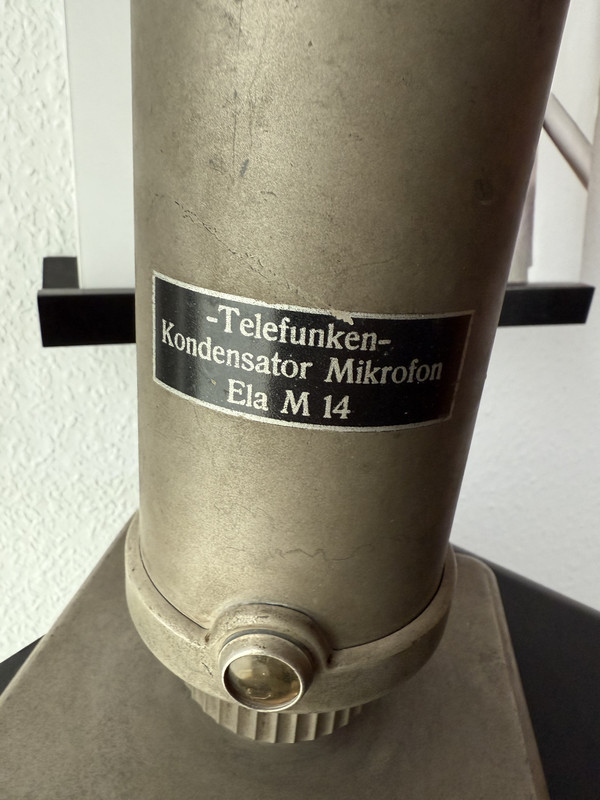 -Telefunken-
Kondensator Mikrofon
Ela M 14